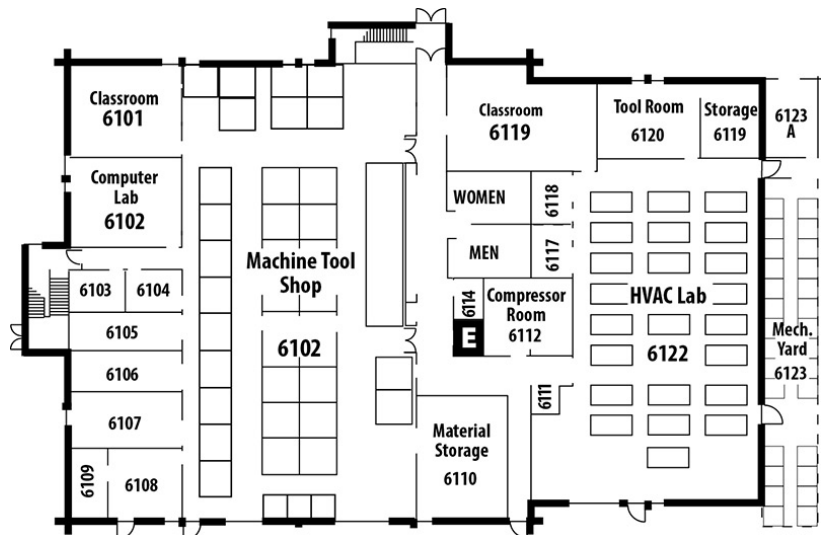 Classroom
6101
Computer
Lab
6102
6103
6104
6105
6106
6107
6109
6108
Machine Tool
Shop
6102
Classroom
6119
WOMEN
6118
MEN
6117
6114
Compressor
Room
6112
E
6111
Material
Storage
6110
Tool Room
6120
Storage
6119
6123
A
HVAC Lab
6122
Mech.
Yard
6123